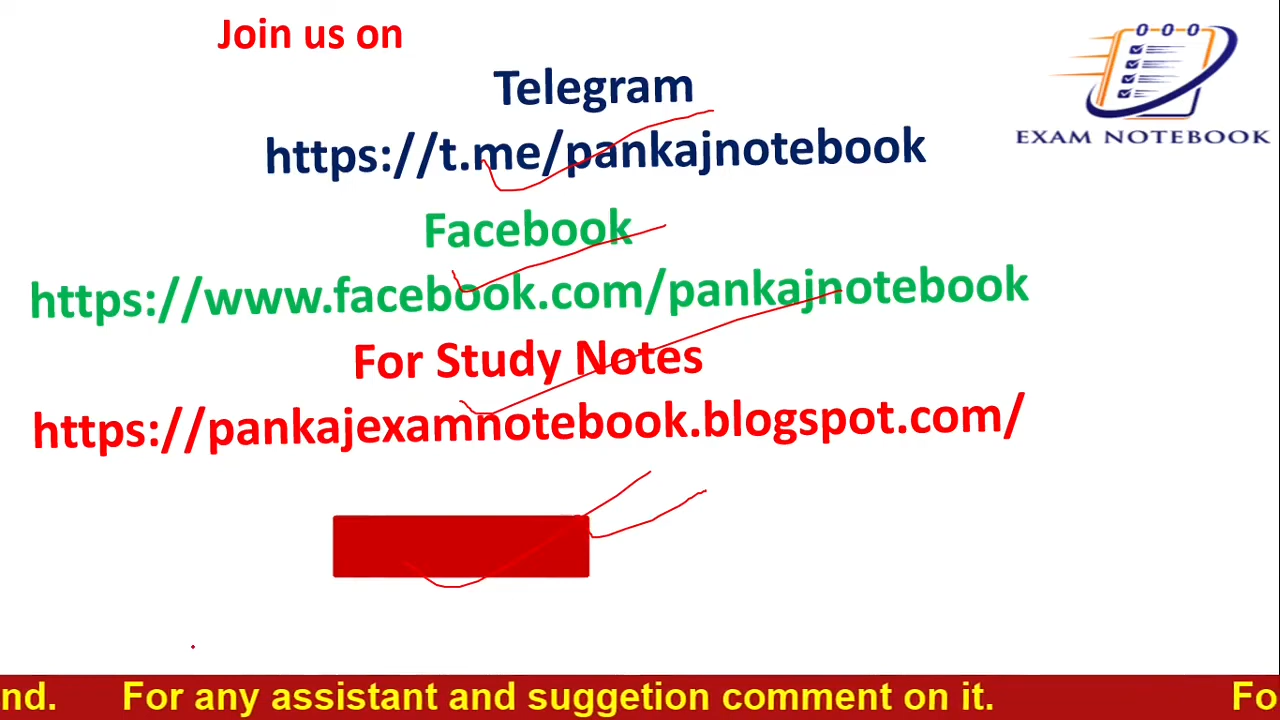 Join us on
Telegram
https://t.me/pankajnotebook
Facebook
https://www.facebook.com/pankajnotebook
For Study Notes
https://pankajexamnotebook.blogspot.com/
EXAM NOTEBOOK
nd. For any assistant and suggetion comment on it. Fo